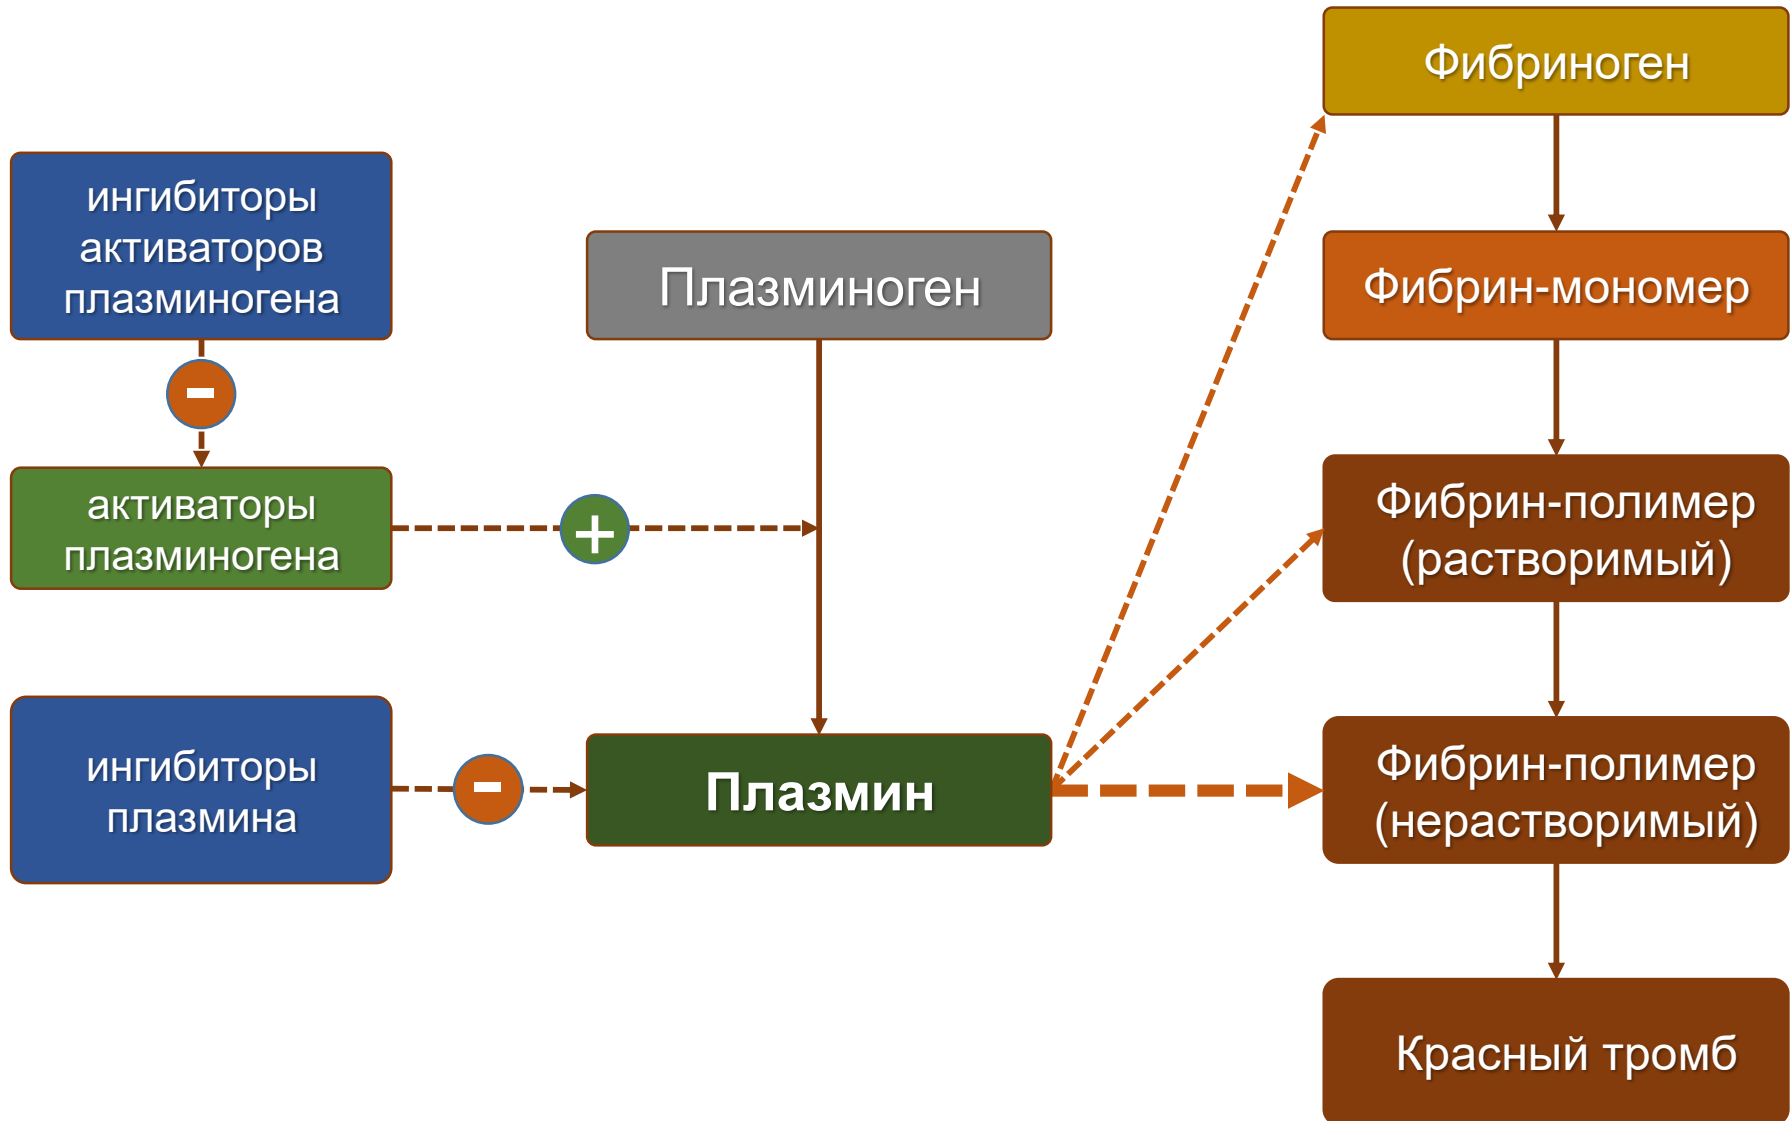 Фибриноген
ингибиторы
активаторов
плазминогена
Плазминоген
Фибрин-мономер
-
активаторы
плазминогена
+
Фибрин-полимер
(растворимый)
ингибиторы
плазмина
-
Плазмин
Фибрин-полимер
(нерастворимый)
Красный тромб